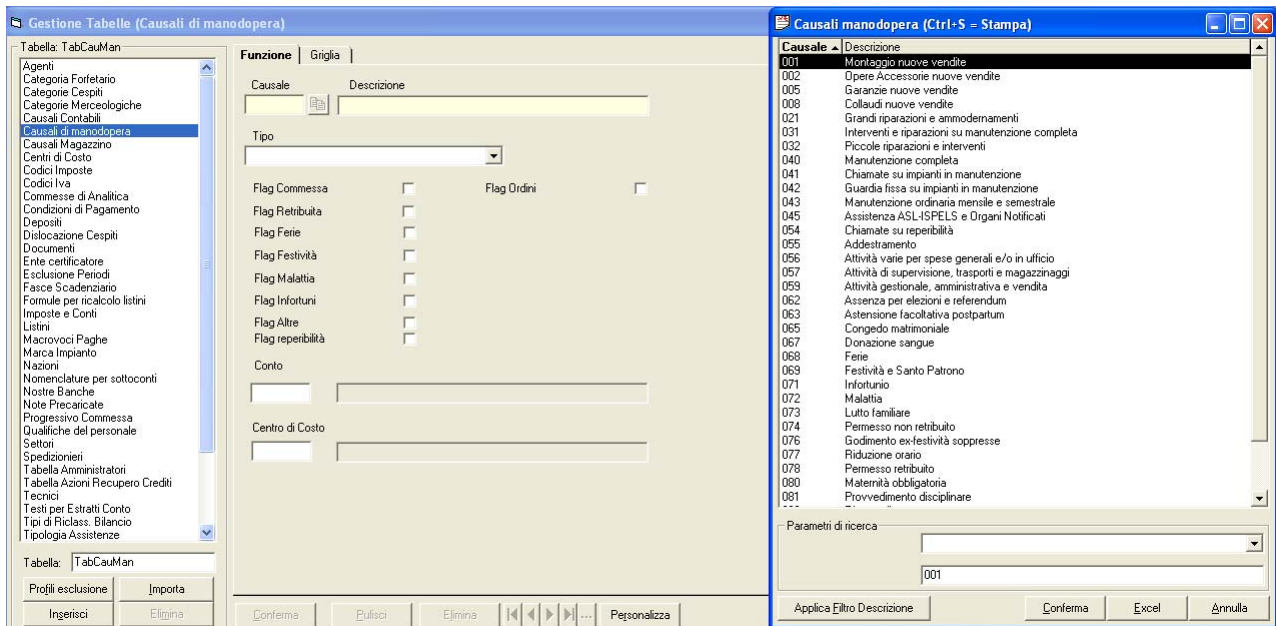 Gestione Tabelle (Causali di manodopera)
Tabella: TabCauMan
Agenti
Categoria Forfetario
Categorie Cespiti
Categorie Merceologiche
Causali Contabili
Causali di manodopera
Causali Magazzino
Centri di Costo
Codici Imposte
Codici Iva
Commesse di Analitica
Condizioni di Pagamento
Depositi
Dislocazione Cespiti
Documenti
Ente certificatore
Esclusione Periodi
Fasce Scadenziario
Formule per ricalcolo listini
Imposte e Conti
Listini
Macrovoci Paghe
Marca Impianto
Nazioni
Nomenclature per sottoconti
Nostre Banche
Note Precaricate
Progressivo Commessa
Qualifiche del personale
Settori
Spedizionieri
Tabella Amministratori
Tabella Azioni Recupero Crediti
Tecnici
Testi per Estratti Conto
Tipi di Riclass. Bilancio
Tipologia Assistenze
Tabella: TabCauMan
Profili esclusione Importa
Inserisci Elimina
Funzione Griglia
Causale Descrizione
Tipo
Flag Commessa Flag Ordini
Flag Retribuita
Flag Ferie
Flag Festività
Flag Malattia
Flag Infortuni
Flag Altre
Flag reperibilità
Conto
Centro di Costo
Conferma Pulisci Elimina ... Personalizza
Causali manodopera (Ctrl+S = Stampa)
Causale Descrizione
001 Montaggio nuove vendite
002 Opere Accessorie nuove vendite
005 Garanzie nuove vendite
008 Collaudi nuove vendite
021 Grandi riparazioni e ammodernamenti
031 Interventi e riparazioni su manutenzione completa
032 Piccole riparazioni e interventi
040 Manutenzione completa
041 Chiamate su impianti in manutenzione
042 Guardia fissa su impianti in manutenzione
043 Manutenzione ordinaria mensile e semestrale
045 Assistenza ASL-ISPELS e Organi Notificati
054 Chiamate su reperibilità
055 Addestramento
056 Attività varie per spese generali e/o in ufficio
057 Attività di supervisione, trasporti e magazzinaggi
059 Attività gestionale, amministrativa e vendita
062 Assenza per elezioni e referendum
063 Astensione facoltativa postpartum
065 Congedo matrimoniale
067 Donazione sangue
068 Ferie
069 Festività e Santo Patrono
071 Infortunio
072 Malattia
073 Lutto familiare
074 Permesso non retribuito
076 Godimento ex-festività soppresse
077 Riduzione orario
078 Permesso retribuito
080 Maternità obbligatoria
081 Provvedimento disciplinare
Parametri di ricerca
001
Applica Filtro Descrizione Conferma Excel Annulla